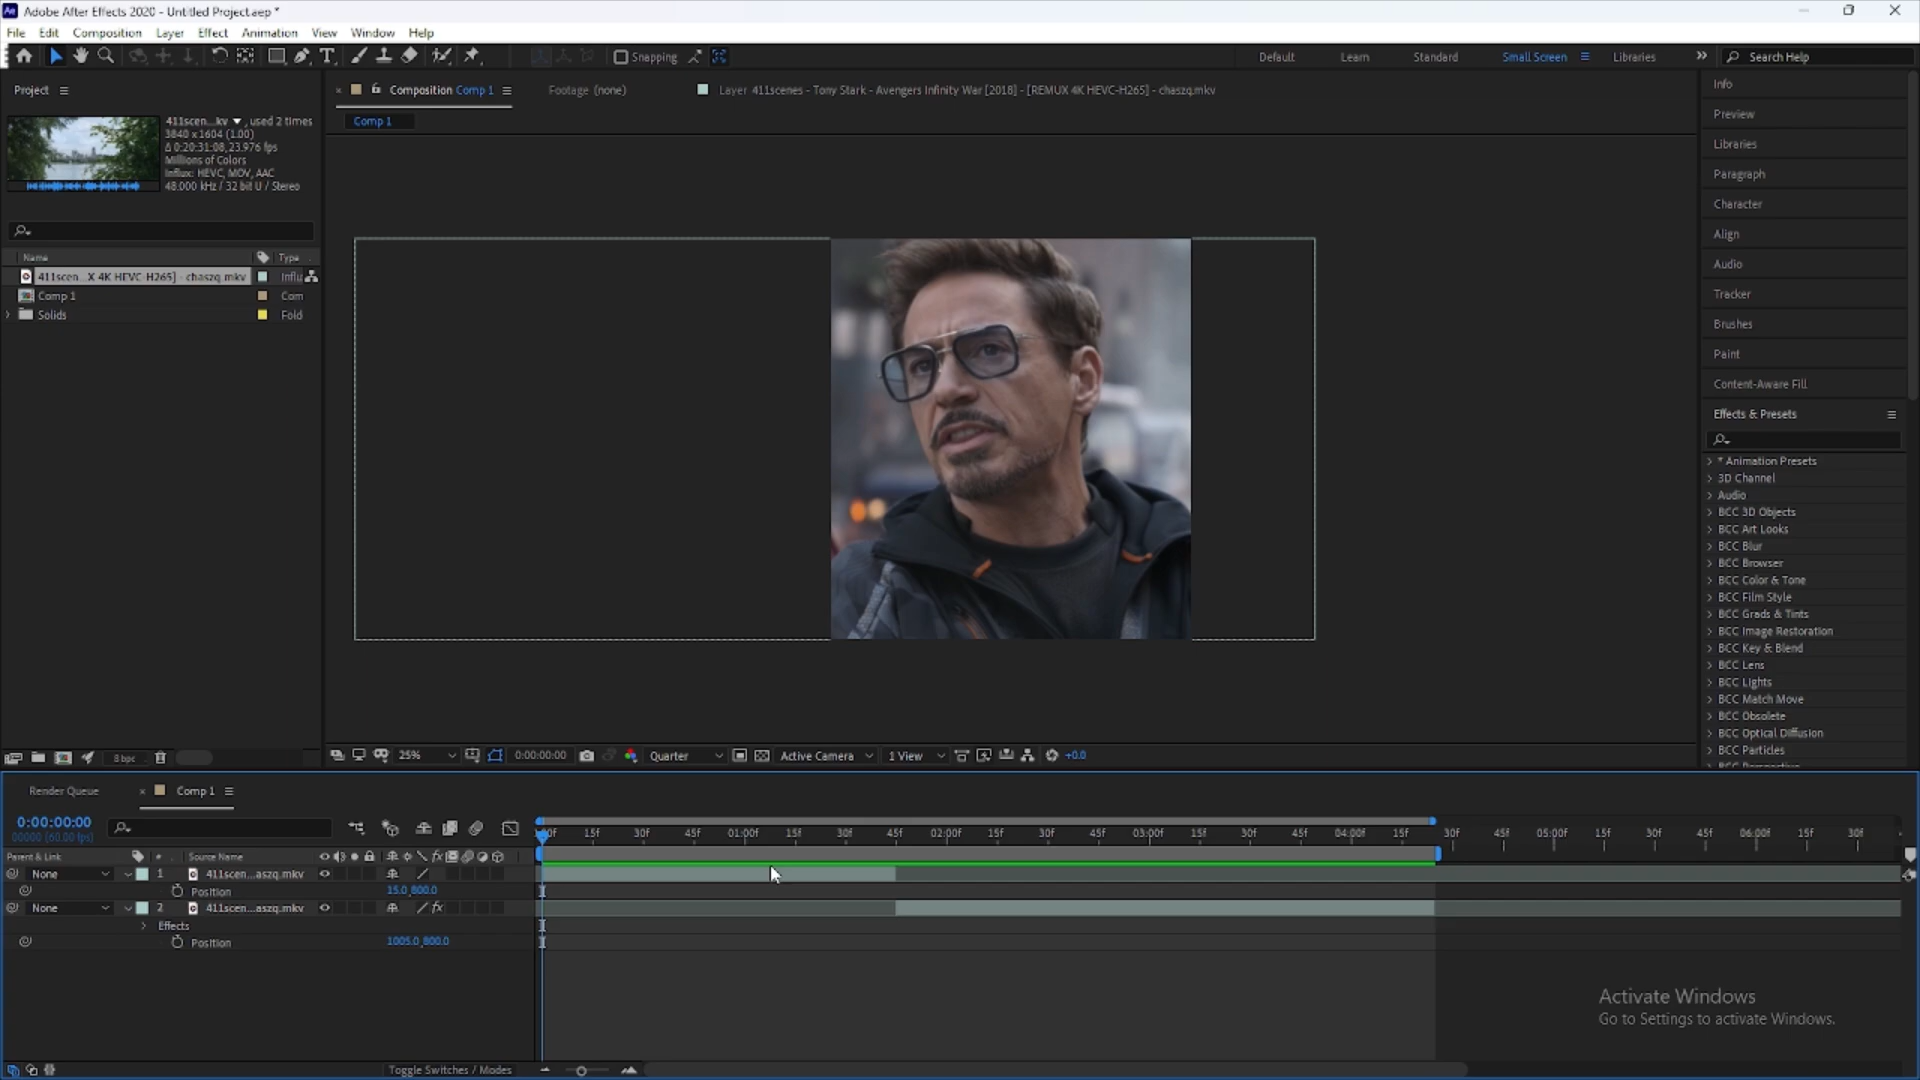 Adobe After Effects 2020 - Untitled Project.aep *
File Edit Composition Layer Effect Animation View Window Help
Snapping
Default Learn Standard Small Screen Libraries
Search Help
Project
411scen...kv , used 2 times
3840 x 1604 (1.00)
Δ 0:20:31:08, 23.976 fps
Millions of Colors
Influx: HEVC, MOV, AAC
48.000 kHz / 32 bit U / Stereo
Name Type
411scen...X 4K HEVC-H265] - chaszq.mkv Influ
Comp 1 Com
Solids Fold
8 bpc
Composition Comp 1
Footage (none)
Layer 411scenes - Tony Stark - Avengers Infinity War [2018] - [REMUX 4K HEVC-H265] - chaszq.mkv
Comp 1
25% 0:00:00:00 Quarter Active Camera 1 View +0.0
Info
Preview
Libraries
Paragraph
Character
Align
Audio
Tracker
Brushes
Paint
Content-Aware Fill
Effects & Presets
* Animation Presets
3D Channel
Audio
BCC 3D Objects
BCC Art Looks
BCC Blur
BCC Browser
BCC Color & Tone
BCC Film Style
BCC Grads & Tints
BCC Image Restoration
BCC Key & Blend
BCC Lens
BCC Lights
BCC Match Move
BCC Obsolete
BCC Optical Diffusion
BCC Particles
Render Queue Comp 1
0:00:00:00
00000 (60.00 fps)
15f 30f 45f 01:00f 15f 30f 45f 02:00f 15f 30f 45f 03:00f 15f 30f 45f 04:00f 15f 30f 45f 05:00f 15f 30f 45f 06:00f 15f 30f
Parent & Link # Source Name
None 1 411scen...aszq.mkv
Position 15.0,800.0
None 2 411scen...aszq.mkv
Effects
Position 1005.0,800.0
Toggle Switches / Modes
Activate Windows
Go to Settings to activate Windows.